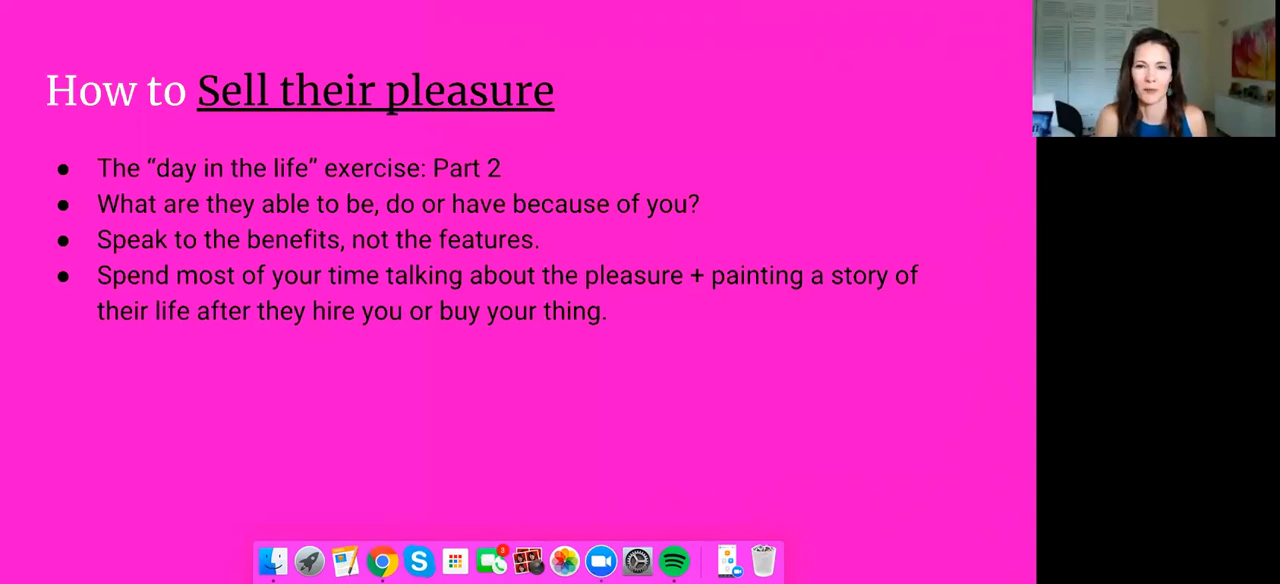 How to Sell their pleasure
● The “day in the life” exercise: Part 2
● What are they able to be, do or have because of you?
● Speak to the benefits, not the features.
● Spend most of your time talking about the pleasure + painting a story of
their life after they hire you or buy your thing.